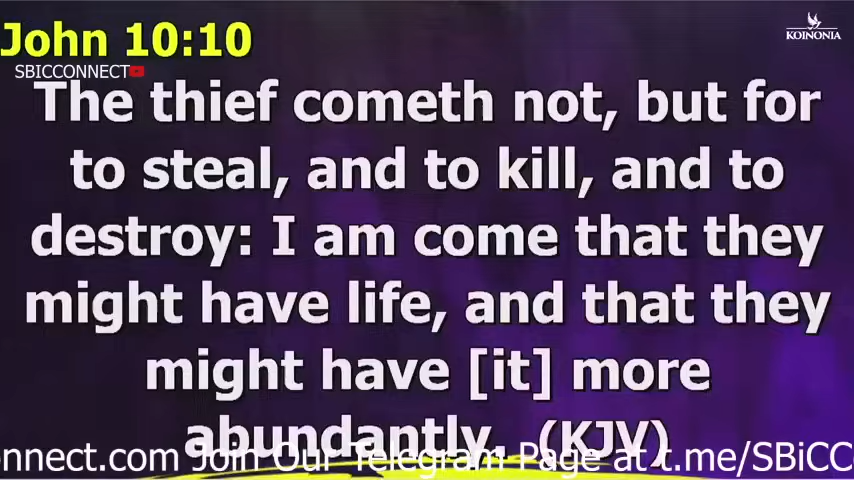 John 10:10
KOINONIA
SBICCONNECT
The thief cometh not, but for
to steal, and to kill, and to
destroy: I am come that they
might have life, and that they
might have [it] more
abundantly. (KJV)
nnect.com Join Our Telegram Page at t.me/SBiCC